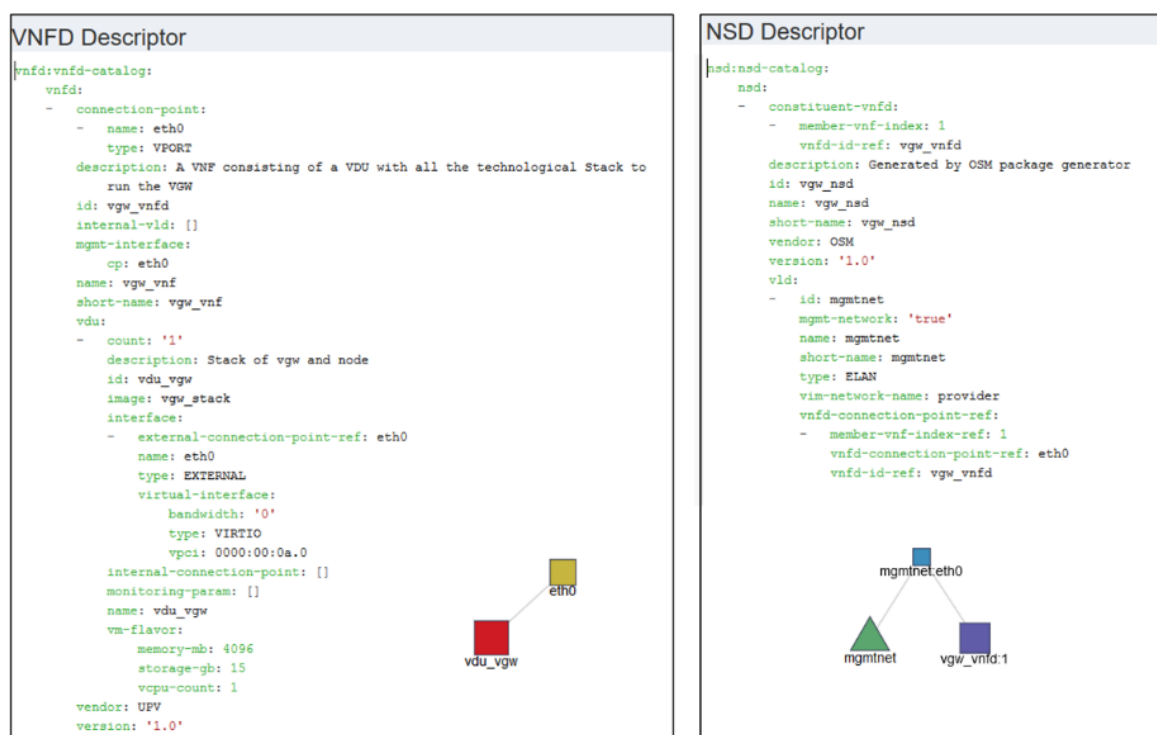 VNFD Descriptor
vnfd:vnfd-catalog:
    vnfd:
    -   connection-point:
        -   name: eth0
            type: VPORT
        description: A VNF consisting of a VDU with all the technological Stack to
            run the VGW
        id: vgw_vnfd
        internal-vld: []
        mgmt-interface:
            cp: eth0
        name: vgw_vnf
        short-name: vgw_vnf
        vdu:
        -   count: '1'
            description: Stack of vgw and node
            id: vdu_vgw
            image: vgw_stack
            interface:
            -   external-connection-point-ref: eth0
                name: eth0
                type: EXTERNAL
                virtual-interface:
                    bandwidth: '0'
                    type: VIRTIO
                    vpci: 0000:00:0a.0
            internal-connection-point: []
            monitoring-param: []
            name: vdu_vgw
            vm-flavor:
                memory-mb: 4096
                storage-gb: 15
                vcpu-count: 1
        vendor: UPV
        version: '1.0'
eth0
vdu_vgw
NSD Descriptor
nsd:nsd-catalog:
    nsd:
    -   constituent-vnfd:
        -   member-vnf-index: 1
            vnfd-id-ref: vgw_vnfd
        description: Generated by OSM package generator
        id: vgw_nsd
        name: vgw_nsd
        short-name: vgw_nsd
        vendor: OSM
        version: '1.0'
        vld:
        -   id: mgmtnet
            mgmt-network: 'true'
            name: mgmtnet
            short-name: mgmtnet
            type: ELAN
            vim-network-name: provider
            vnfd-connection-point-ref:
            -   member-vnf-index-ref: 1
                vnfd-connection-point-ref: eth0
                vnfd-id-ref: vgw_vnfd
mgmtnet:eth0
mgmtnet
vgw_vnfd:1